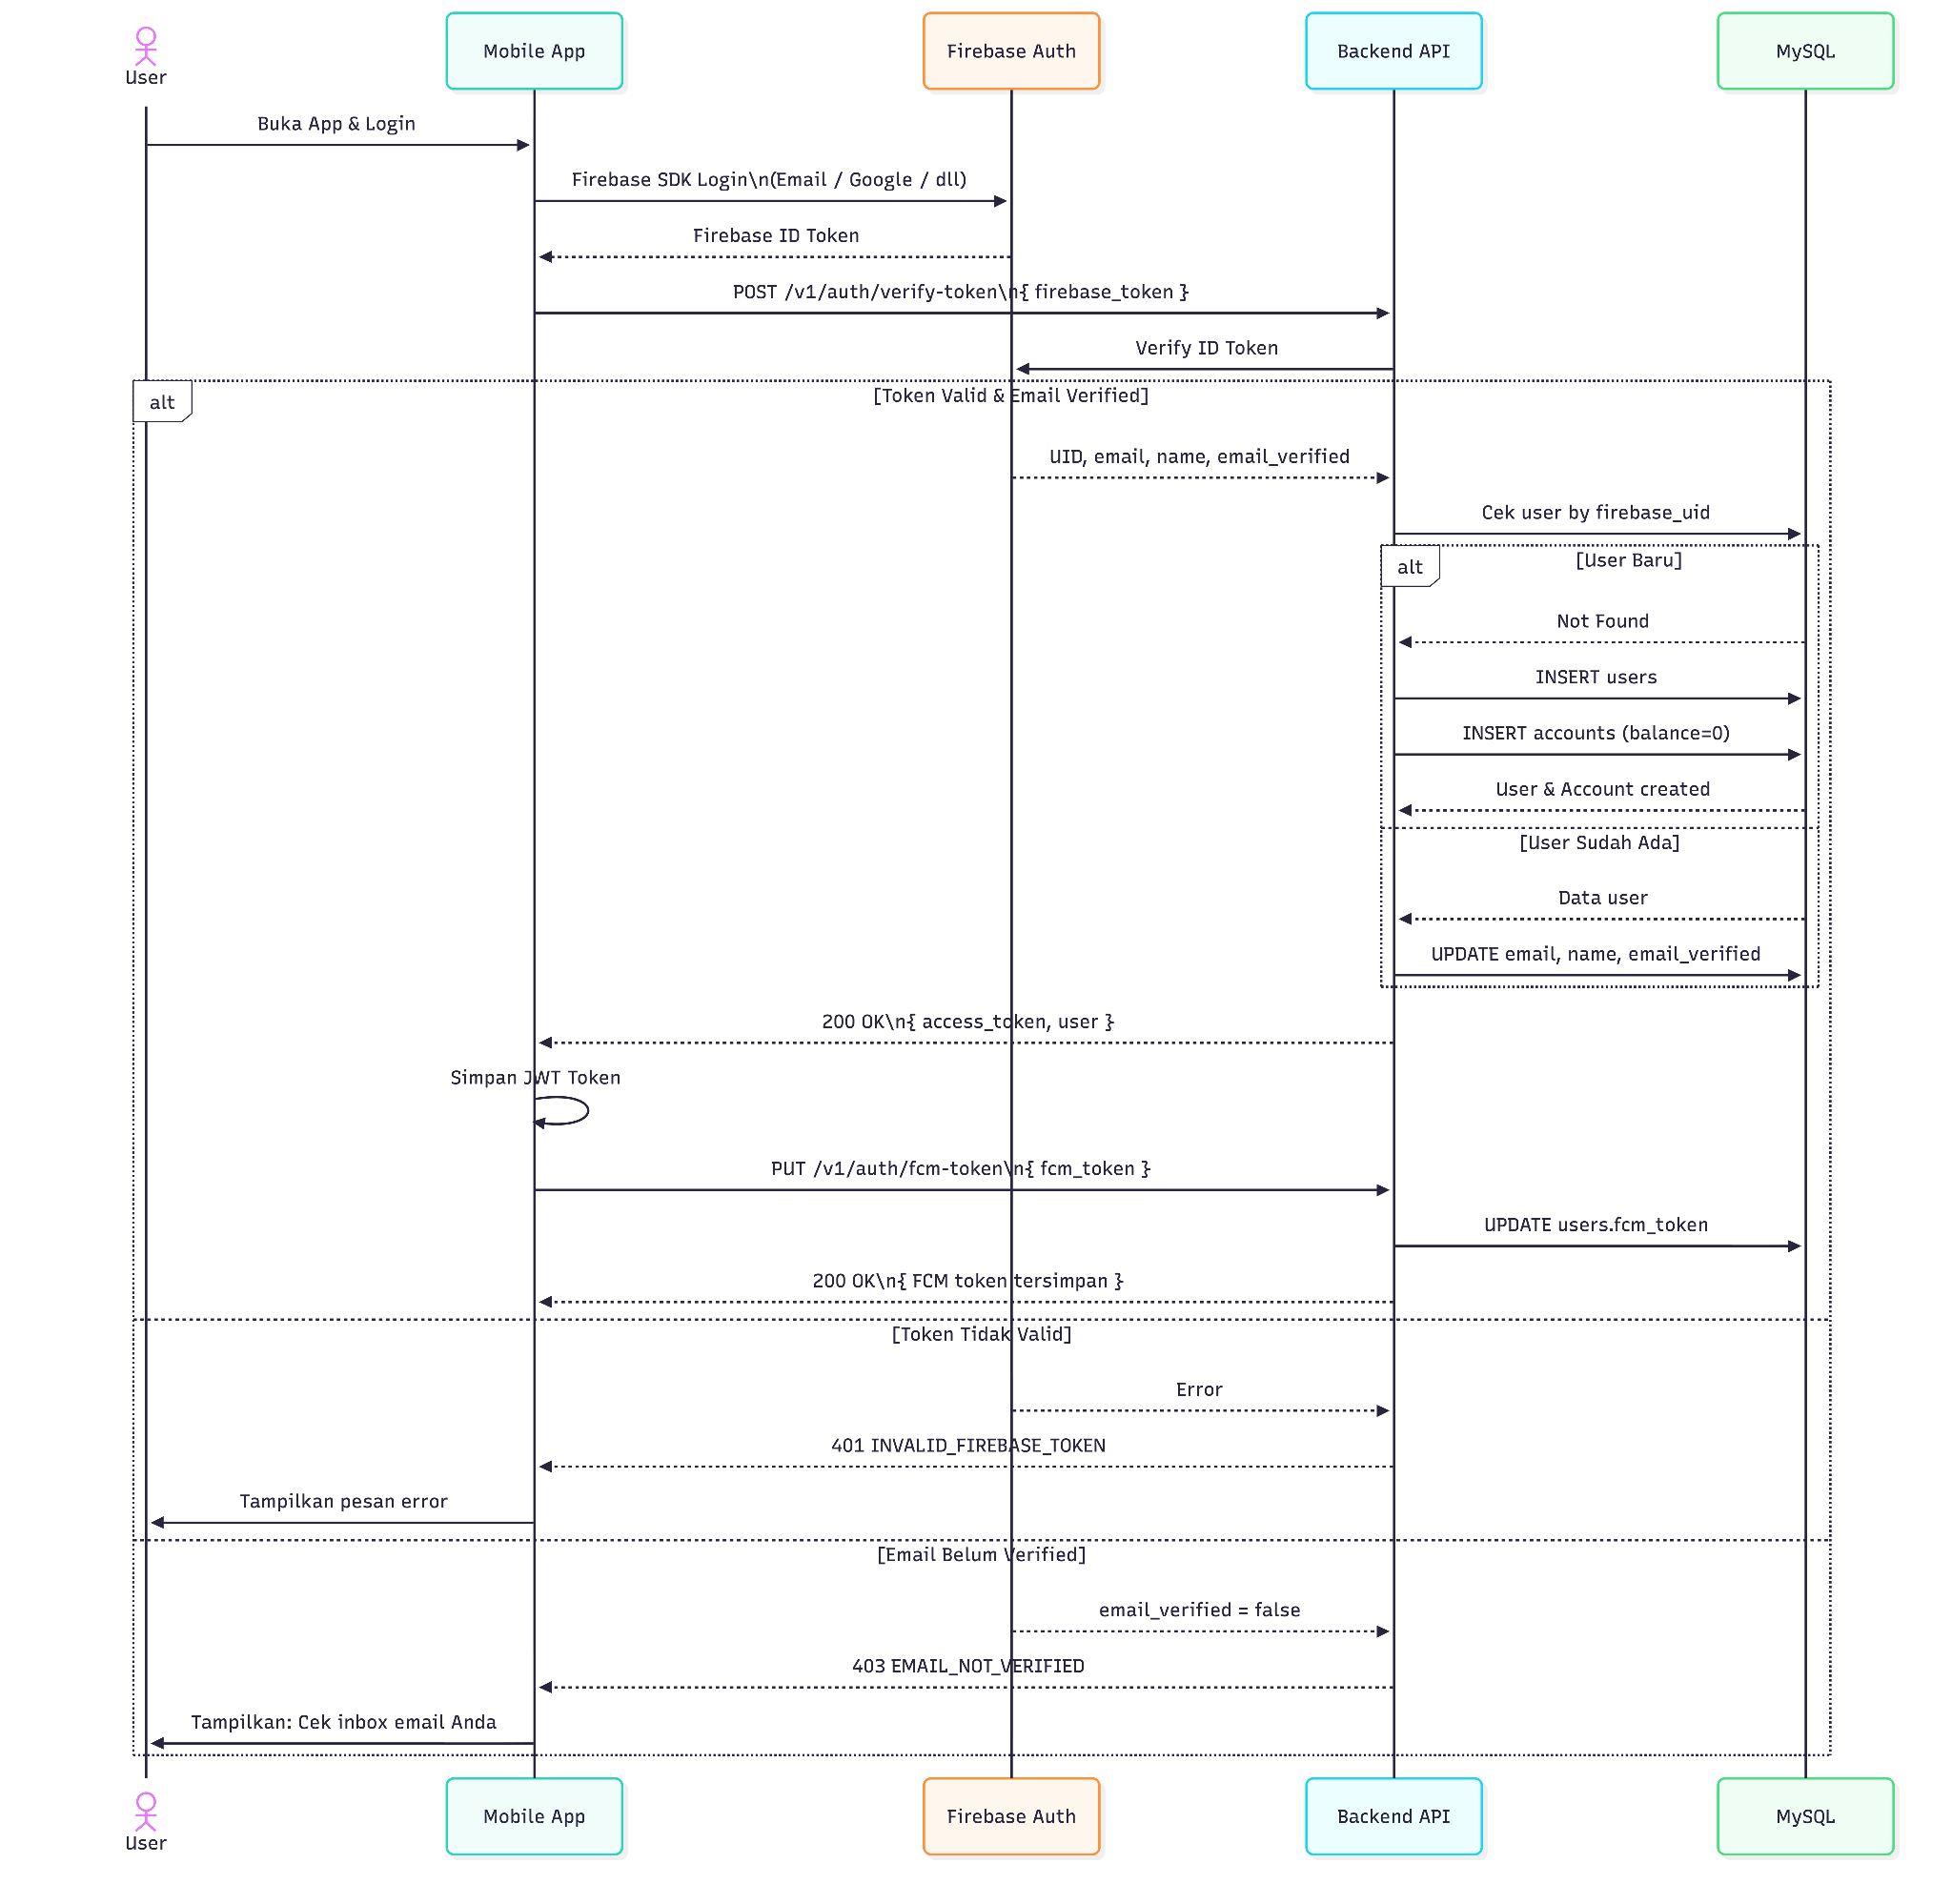 User
Mobile App
Firebase Auth
Backend API
MySQL
Buka App & Login
Firebase SDK Login\n(Email / Google / dll)
Firebase ID Token
POST /v1/auth/verify-token\n{ firebase_token }
Verify ID Token
alt
[Token Valid & Email Verified]
UID, email, name, email_verified
Cek user by firebase_uid
alt
[User Baru]
Not Found
INSERT users
INSERT accounts (balance=0)
User & Account created
[User Sudah Ada]
Data user
UPDATE email, name, email_verified
200 OK\n{ access_token, user }
Simpan JWT Token
PUT /v1/auth/fcm-token\n{ fcm_token }
UPDATE users.fcm_token
200 OK\n{ FCM token tersimpan }
[Token Tidak Valid]
Error
401 INVALID_FIREBASE_TOKEN
Tampilkan pesan error
[Email Belum Verified]
email_verified = false
403 EMAIL_NOT_VERIFIED
Tampilkan: Cek inbox email Anda
User
Mobile App
Firebase Auth
Backend API
MySQL